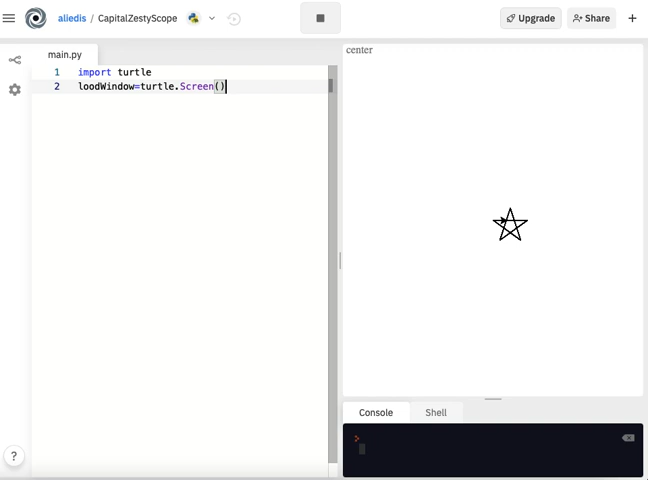 aliedis / CapitalZestyScope
Upgrade
Share
main.py
center
1 import turtle
2 loodWindow=turtle.Screen()
Console
Shell
?